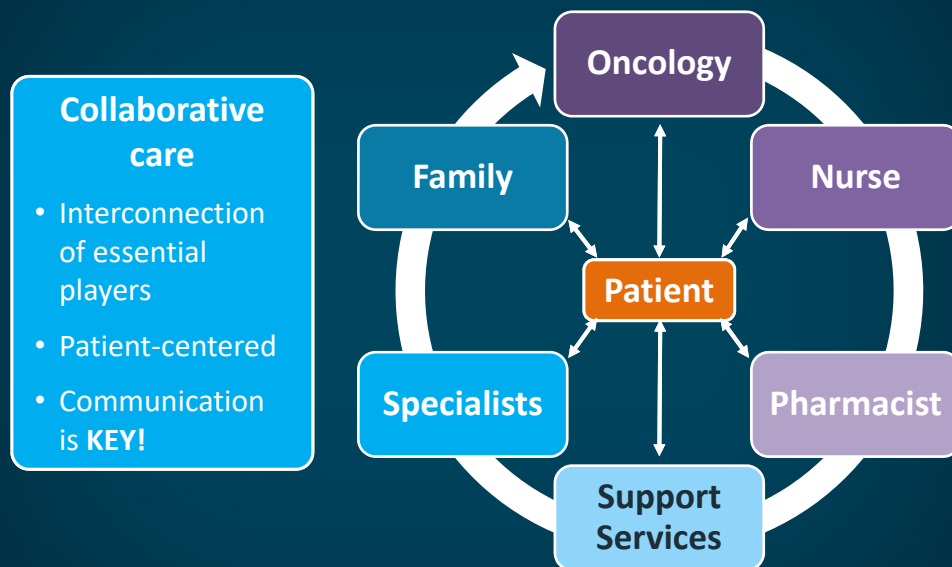 Collaborative
care
• Interconnection
of essential
players
• Patient-centered
• Communication
is KEY!
Oncology
Family
Nurse
Patient
Specialists
Pharmacist
Support
Services